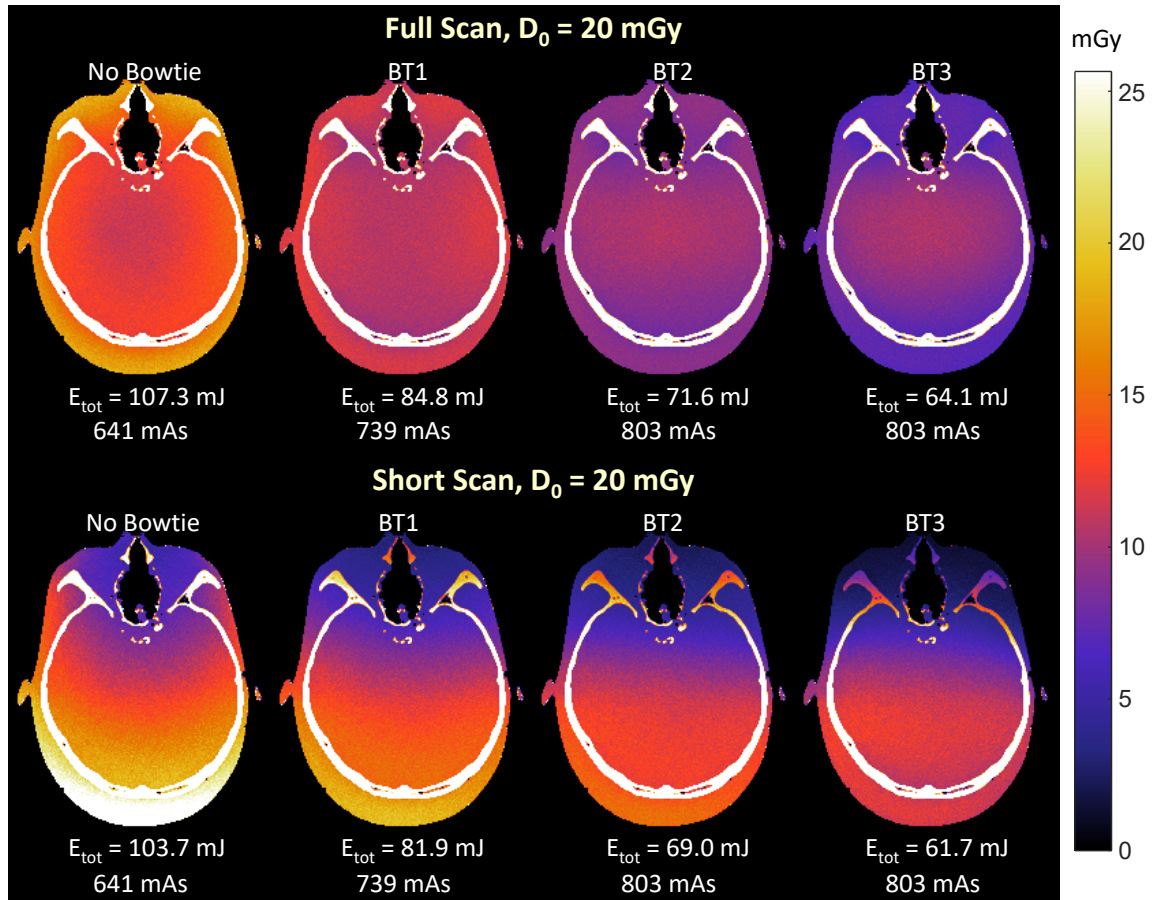 Full Scan, D0 = 20 mGy
mGy
No Bowtie BT1 BT2 BT3
25
20
15
10
5
0
Etot = 107.3 mJ Etot = 84.8 mJ Etot = 71.6 mJ Etot = 64.1 mJ
641 mAs 739 mAs 803 mAs 803 mAs
Short Scan, D0 = 20 mGy
No Bowtie BT1 BT2 BT3
Etot = 103.7 mJ Etot = 81.9 mJ Etot = 69.0 mJ Etot = 61.7 mJ
641 mAs 739 mAs 803 mAs 803 mAs